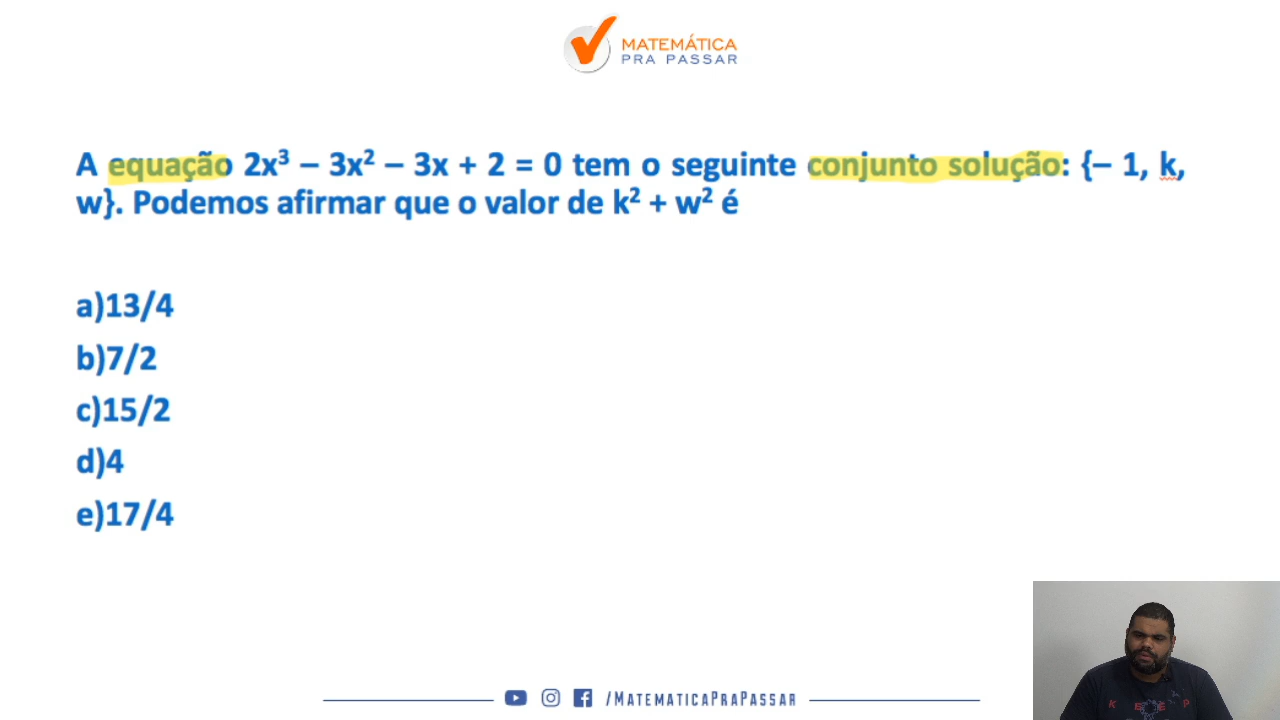 MATEMÁTICA
PRA PASSAR
A equação 2x³ – 3x² – 3x + 2 = 0 tem o seguinte conjunto solução: {– 1, k,
w}. Podemos afirmar que o valor de k² + w² é
a)13/4
b)7/2
c)15/2
d)4
e)17/4
K E E P
/MATEMATICAPRAPASSAR